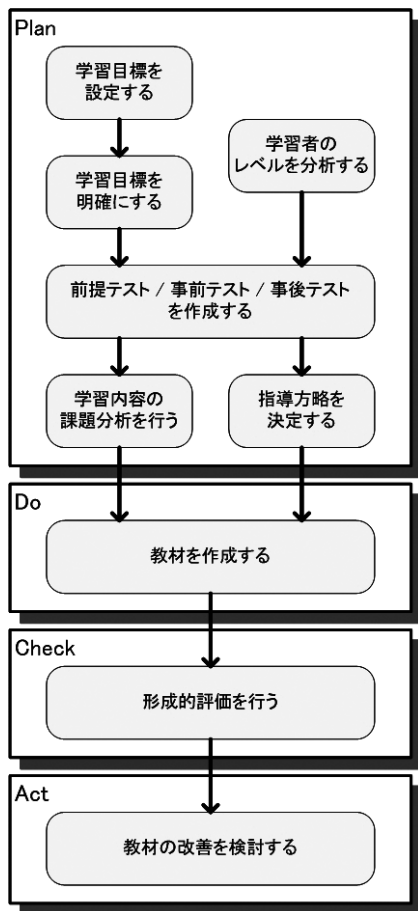 Plan
学習目標を
設定する
学習者の
レベルを分析する
学習目標を
明確にする
前提テスト / 事前テスト / 事後テスト
を作成する
学習内容の
課題分析を行う
指導方略を
決定する
Do
教材を作成する
Check
形成的評価を行う
Act
教材の改善を検討する